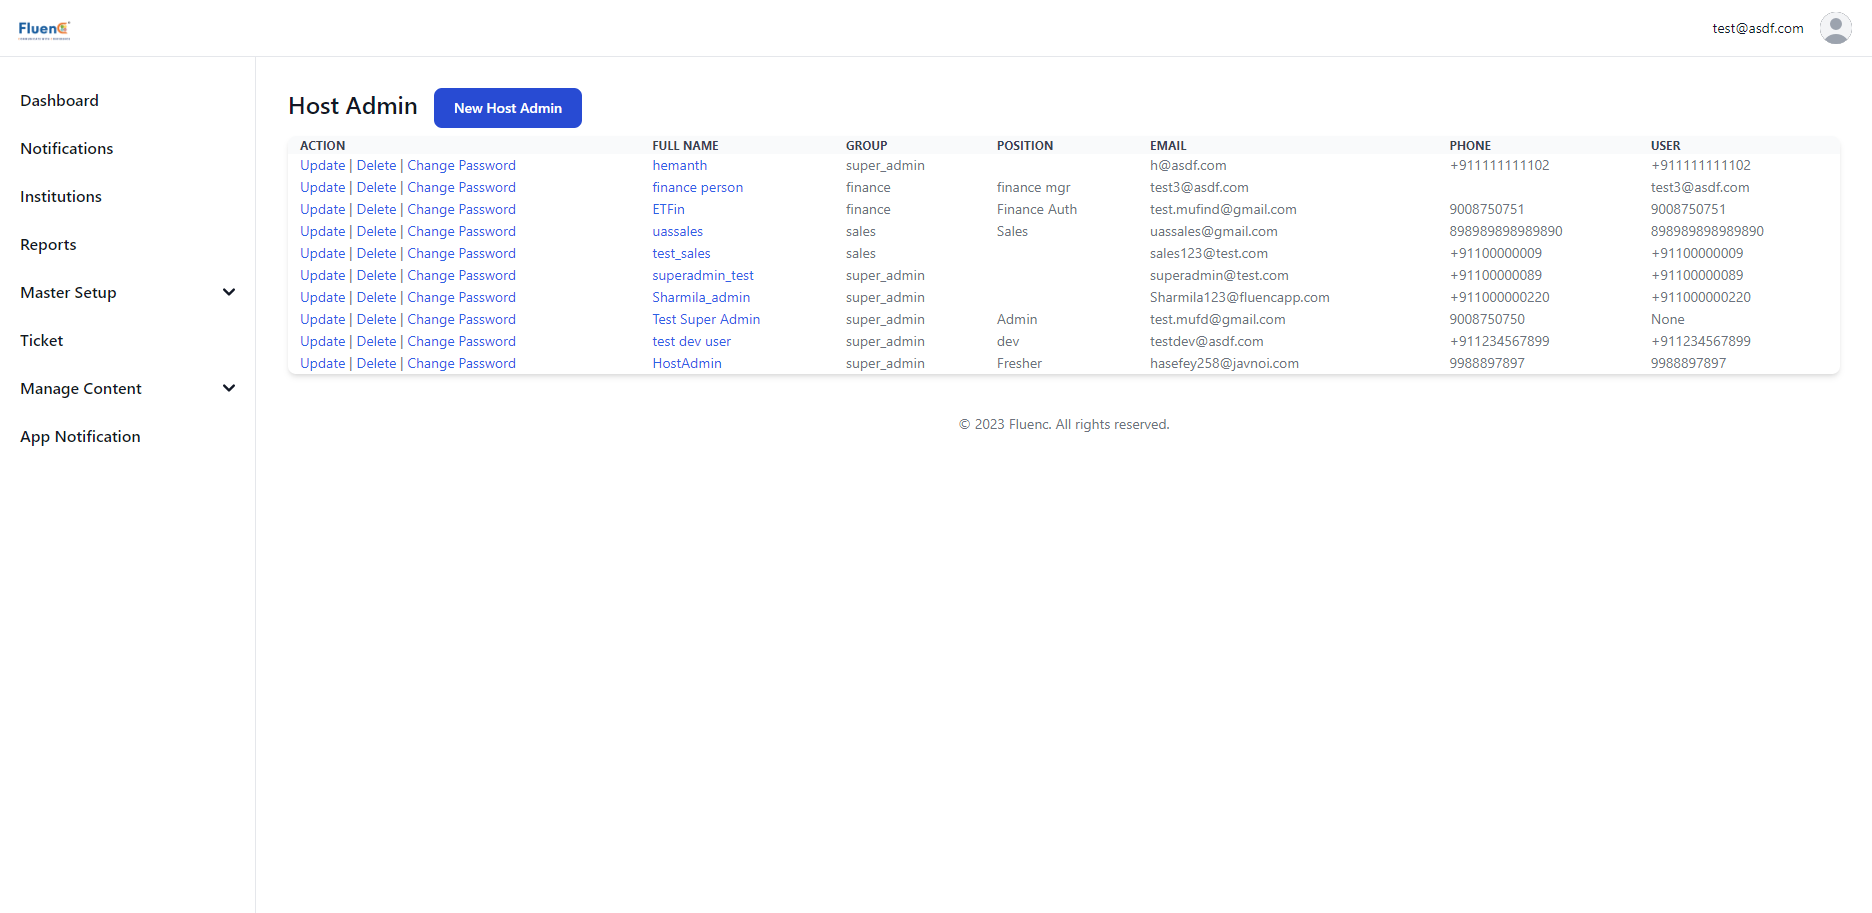 FluenC
test@asdf.com
Dashboard
Notifications
Institutions
Reports
Master Setup
Ticket
Manage Content
App Notification
Host Admin New Host Admin
ACTION FULL NAME GROUP POSITION EMAIL PHONE USER
Update | Delete | Change Password hemanth super_admin h@asdf.com +911111111102 +911111111102
Update | Delete | Change Password finance person finance finance mgr test3@asdf.com test3@asdf.com
Update | Delete | Change Password ETFin finance Finance Auth test.mufind@gmail.com 9008750751 9008750751
Update | Delete | Change Password uassales sales Sales uassales@gmail.com 898989898989890 898989898989890
Update | Delete | Change Password test_sales sales sales123@test.com +91100000009 +91100000009
Update | Delete | Change Password superadmin_test super_admin superadmin@test.com +91100000089 +91100000089
Update | Delete | Change Password Sharmila_admin super_admin Sharmila123@fluencapp.com +911000000220 +911000000220
Update | Delete | Change Password Test Super Admin super_admin Admin test.mufd@gmail.com 9008750750 None
Update | Delete | Change Password test dev user super_admin dev testdev@asdf.com +911234567899 +911234567899
Update | Delete | Change Password HostAdmin super_admin Fresher hasefey258@javnoi.com 9988897897 9988897897
© 2023 Fluenc. All rights reserved.